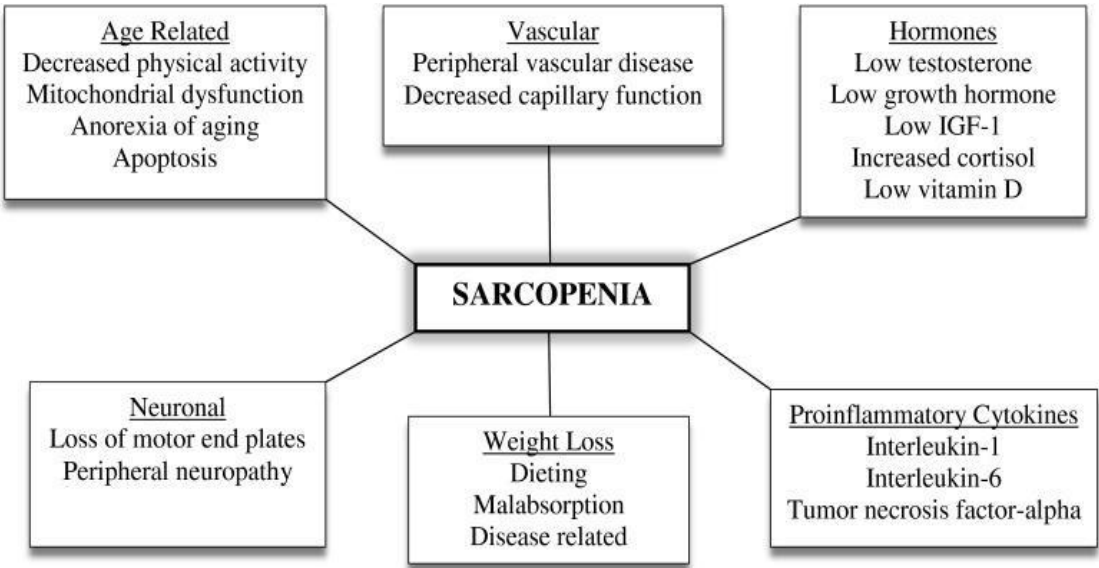 Age Related
Decreased physical activity
Mitochondrial dysfunction
Anorexia of aging
Apoptosis
Vascular
Peripheral vascular disease
Decreased capillary function
Hormones
Low testosterone
Low growth hormone
Low IGF-1
Increased cortisol
Low vitamin D
SARCOPENIA
Neuronal
Loss of motor end plates
Peripheral neuropathy
Weight Loss
Dieting
Malabsorption
Disease related
Proinflammatory Cytokines
Interleukin-1
Interleukin-6
Tumor necrosis factor-alpha